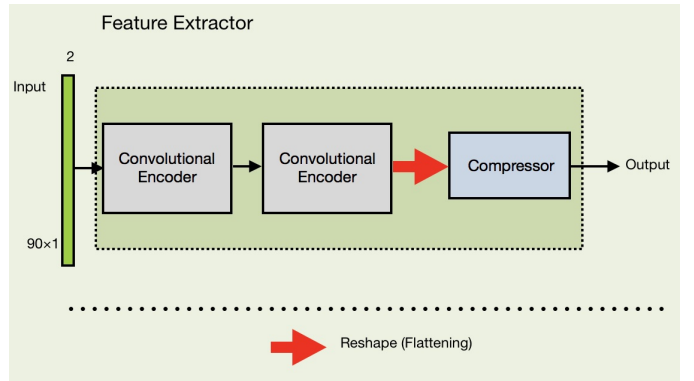 Feature Extractor
2
Input
Convolutional
Encoder
Convolutional
Encoder
Compressor
Output
90×1
Reshape (Flattening)